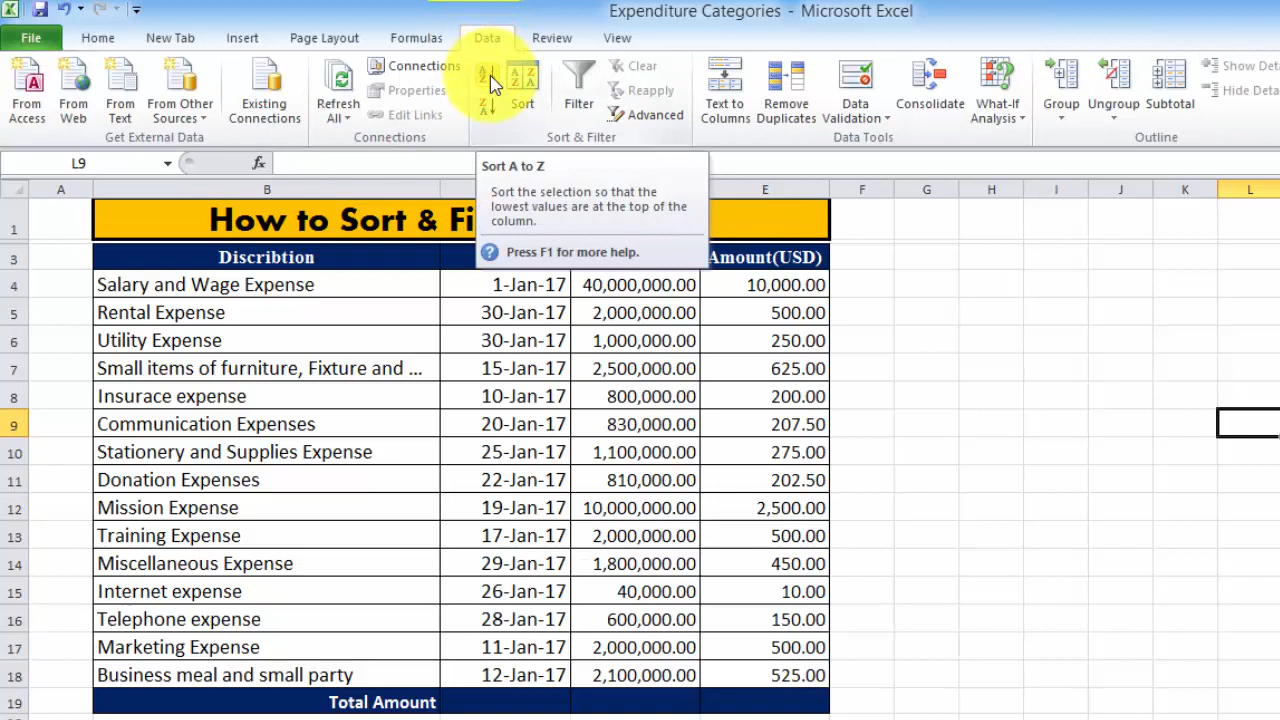 Expenditure Categories - Microsoft Excel
File Home New Tab Insert Page Layout Formulas Data Review View
From Access
From Web
From Text
From Other Sources
Existing Connections
Refresh All
Connections
Properties
Edit Links
Sort
Filter
Clear
Reapply
Advanced
Text to Columns
Remove Duplicates
Data Validation
Consolidate
What-If Analysis
Group
Ungroup
Subtotal
Show Deta
Hide Detai
Get External Data
Connections
Sort & Filter
Data Tools
Outline
L9 fx
Sort A to Z
Sort the selection so that the
lowest values are at the top of the
column.
Press F1 for more help.
A B E F G H I J K L
1 How to Sort & Fi
3 Discribtion Amount(USD)
4 Salary and Wage Expense 1-Jan-17 40,000,000.00 10,000.00
5 Rental Expense 30-Jan-17 2,000,000.00 500.00
6 Utility Expense 30-Jan-17 1,000,000.00 250.00
7 Small items of furniture, Fixture and ... 15-Jan-17 2,500,000.00 625.00
8 Insurace expense 10-Jan-17 800,000.00 200.00
9 Communication Expenses 20-Jan-17 830,000.00 207.50
10 Stationery and Supplies Expense 25-Jan-17 1,100,000.00 275.00
11 Donation Expenses 22-Jan-17 810,000.00 202.50
12 Mission Expense 19-Jan-17 10,000,000.00 2,500.00
13 Training Expense 17-Jan-17 2,000,000.00 500.00
14 Miscellaneous Expense 29-Jan-17 1,800,000.00 450.00
15 Internet expense 26-Jan-17 40,000.00 10.00
16 Telephone expense 28-Jan-17 600,000.00 150.00
17 Marketing Expense 11-Jan-17 2,000,000.00 500.00
18 Business meal and small party 12-Jan-17 2,100,000.00 525.00
19 Total Amount